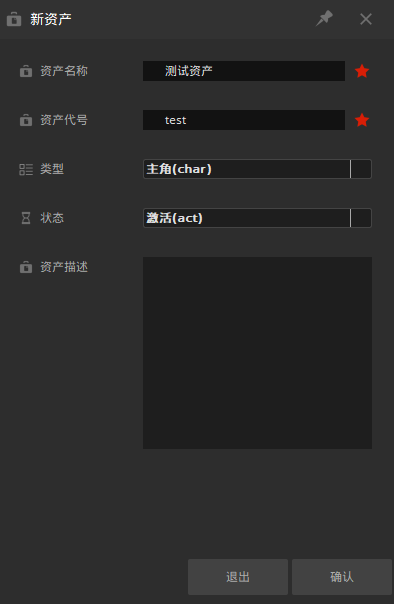 新资产
资产名称 测试资产
资产代号 test
类型 主角(char)
状态 激活(act)
资产描述
退出 确认